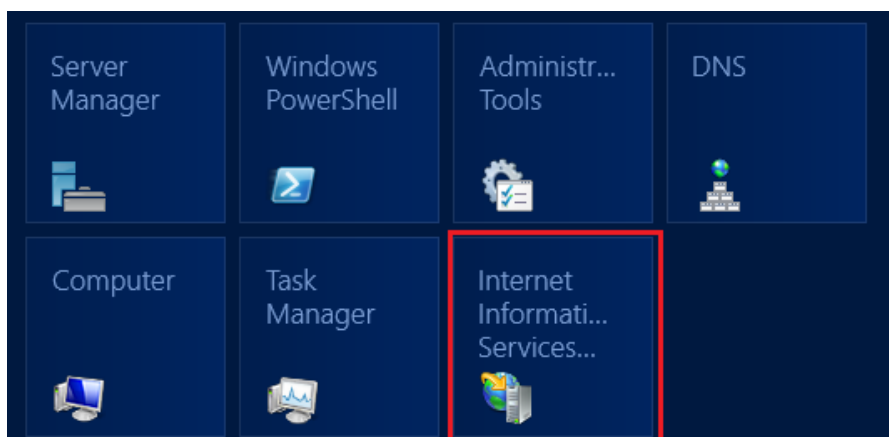 Server
Manager
Windows
PowerShell
Administr...
Tools
DNS
Computer
Task
Manager
Internet
Informati...
Services...